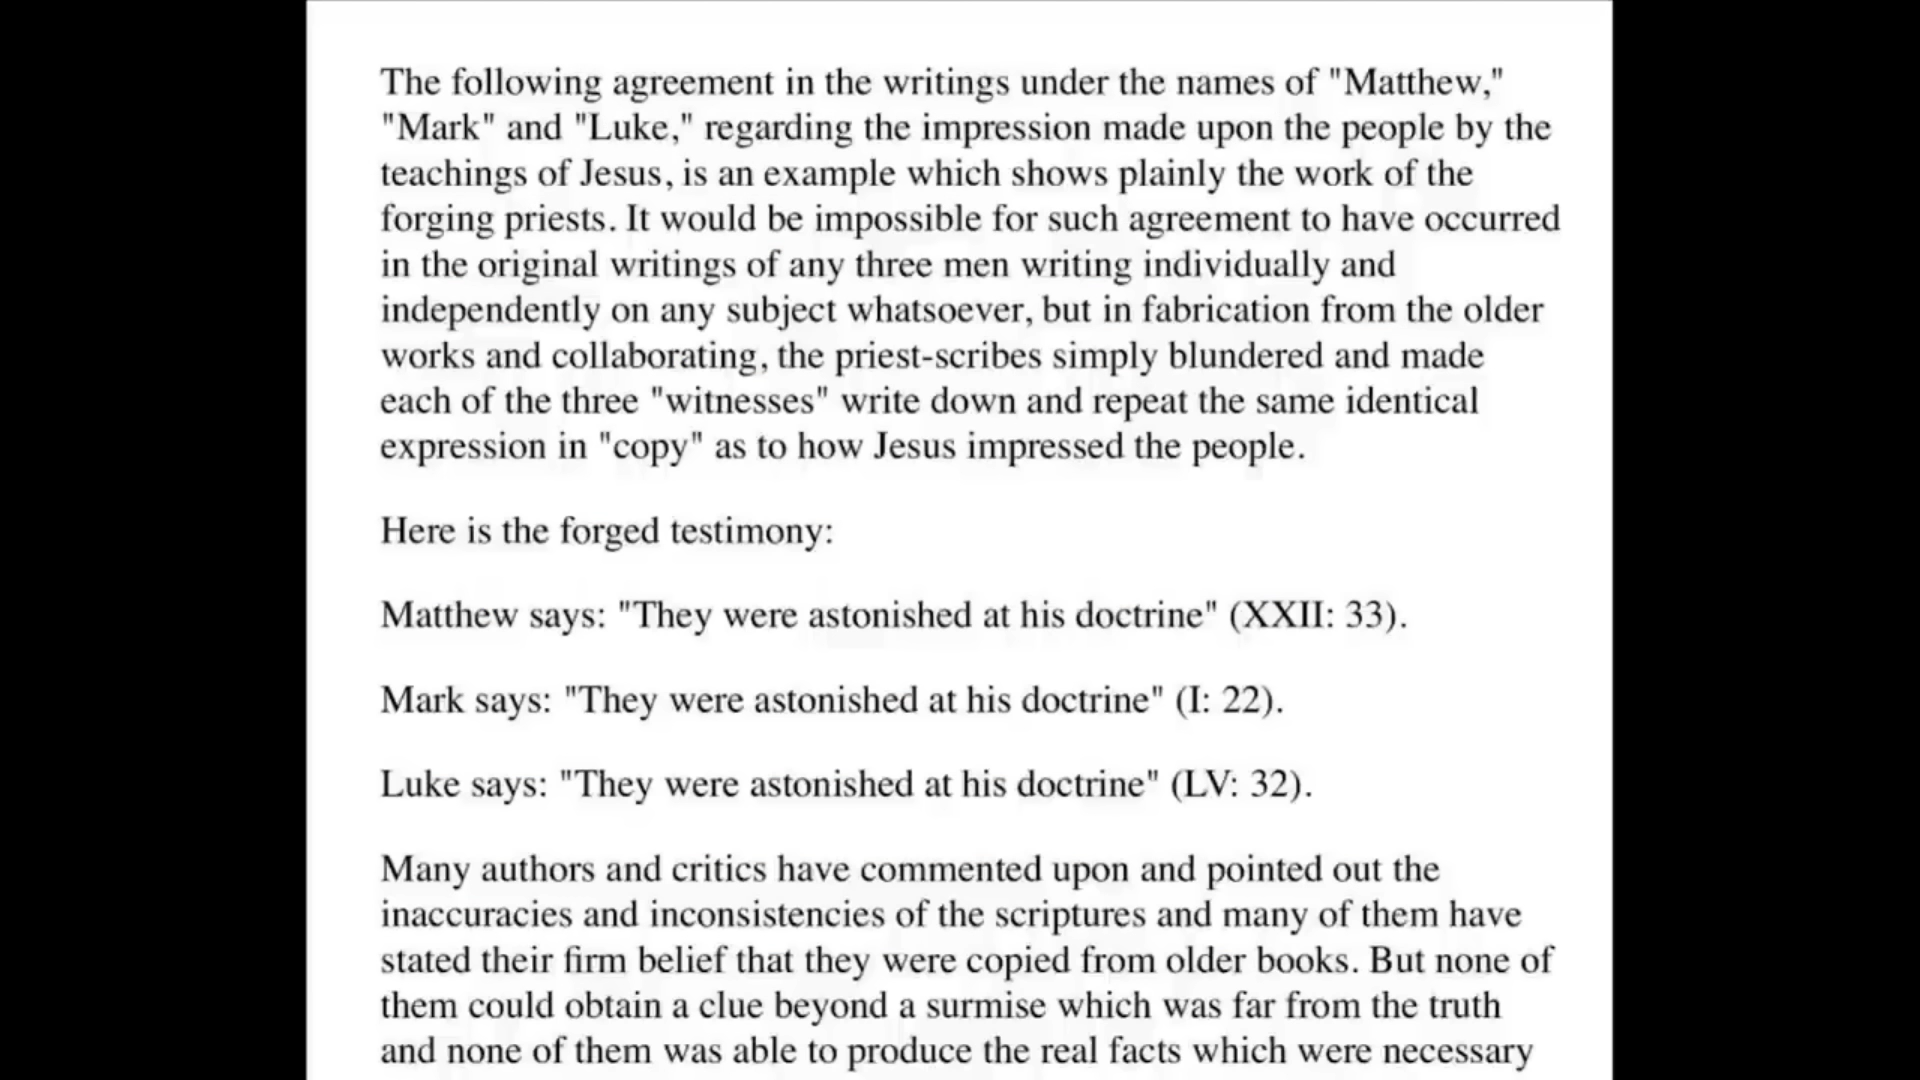 The following agreement in the writings under the names of "Matthew,"
"Mark" and "Luke," regarding the impression made upon the people by the
teachings of Jesus, is an example which shows plainly the work of the
forging priests. It would be impossible for such agreement to have occurred
in the original writings of any three men writing individually and
independently on any subject whatsoever, but in fabrication from the older
works and collaborating, the priest-scribes simply blundered and made
each of the three "witnesses" write down and repeat the same identical
expression in "copy" as to how Jesus impressed the people.
Here is the forged testimony:
Matthew says: "They were astonished at his doctrine" (XXII: 33).
Mark says: "They were astonished at his doctrine" (I: 22).
Luke says: "They were astonished at his doctrine" (LV: 32).
Many authors and critics have commented upon and pointed out the
inaccuracies and inconsistencies of the scriptures and many of them have
stated their firm belief that they were copied from older books. But none of
them could obtain a clue beyond a surmise which was far from the truth
and none of them was able to produce the real facts which were necessary